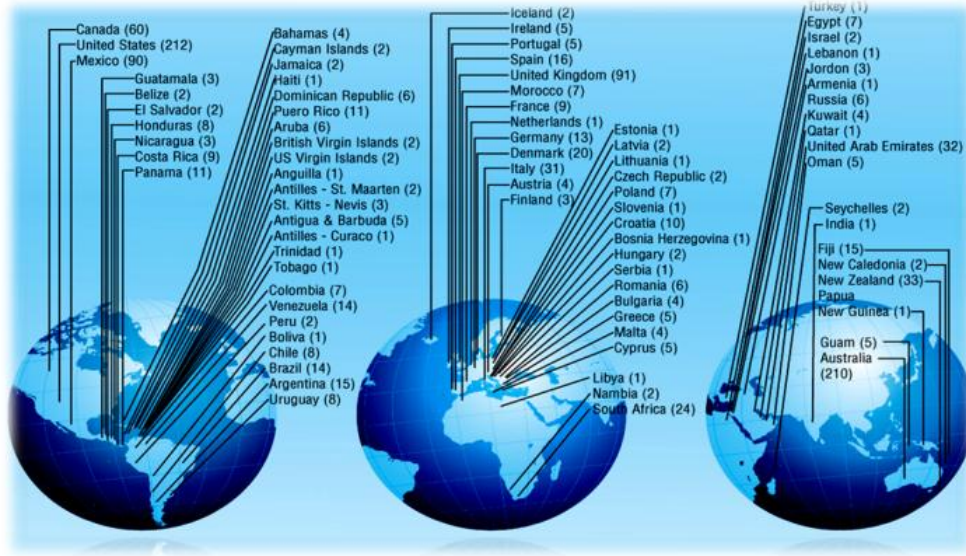 Canada (60)
United States (212)
Mexico (90)
Guatamala (3)
Belize (2)
El Salvador (2)
Honduras (8)
Nicaragua (3)
Costa Rica (9)
Panama (11)
Bahamas (4)
Cayman Islands (2)
Jamaica (2)
Haiti (1)
Dominican Republic (6)
Puero Rico (11)
Aruba (6)
British Virgin Islands (2)
US Virgin Islands (2)
Anguilla (1)
Antilles - St. Maarten (2)
St. Kitts - Nevis (3)
Antigua & Barbuda (5)
Antilles - Curaco (1)
Trinidad (1)
Tobago (1)
Colombia (7)
Venezuela (14)
Peru (2)
Boliva (1)
Chile (8)
Brazil (14)
Argentina (15)
Uruguay (8)
Iceland (2)
Ireland (5)
Portugal (5)
Spain (16)
United Kingdom (91)
Morocco (7)
France (9)
Netherlands (1)
Germany (13)
Denmark (20)
Italy (31)
Austria (4)
Finland (3)
Estonia (1)
Latvia (2)
Lithuania (1)
Czech Republic (2)
Poland (7)
Slovenia (1)
Croatia (10)
Bosnia Herzegovina (1)
Hungary (2)
Serbia (1)
Romania (6)
Bulgaria (4)
Greece (5)
Malta (4)
Cyprus (5)
Libya (1)
Nambia (2)
South Africa (24)
Turkey (1)
Egypt (7)
Israel (2)
Lebanon (1)
Jordon (3)
Armenia (1)
Russia (6)
Kuwait (4)
Qatar (1)
United Arab Emirates (32)
Oman (5)
Seychelles (2)
India (1)
Fiji (15)
New Caledonia (2)
New Zealand (33)
Papua
New Guinea (1)
Guam (5)
Australia
(210)